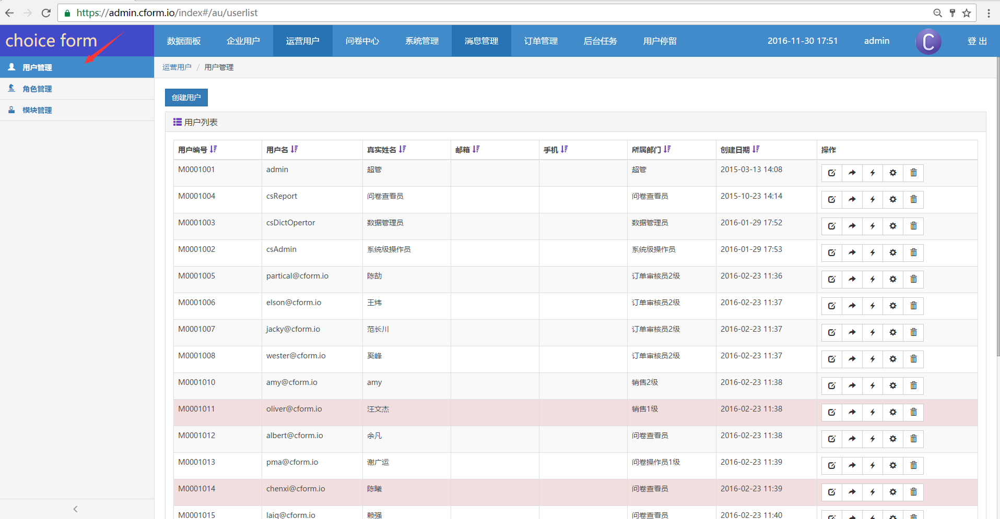 https://admin.cform.io/index#/au/userlist
choice form
数据面板 企业用户 运营用户 问卷中心 系统管理 消息管理 订单管理 后台任务 用户停留 2016-11-30 17:51 admin C 登 出
用户管理
角色管理
模块管理
运营用户 / 用户管理
创建用户
用户列表
用户编号 用户名 真实姓名 邮箱 手机 所属部门 创建日期 操作
M0001001 admin 超管 超管 2015-03-13 14:08
M0001004 csReport 问卷查看员 问卷查看员 2015-10-23 14:14
M0001003 csDictOpertor 数据管理员 数据管理员 2016-01-29 17:52
M0001002 csAdmin 系统级操作员 系统级操作员 2016-01-29 17:53
M0001005 partical@cform.io 陈劼 订单审核员2级 2016-02-23 11:36
M0001006 elson@cform.io 王炜 订单审核员2级 2016-02-23 11:37
M0001007 jacky@cform.io 范长川 订单审核员2级 2016-02-23 11:37
M0001008 wester@cform.io 奚峰 订单审核员2级 2016-02-23 11:37
M0001010 amy@cform.io amy 销售2级 2016-02-23 11:38
M0001011 oliver@cform.io 汪文杰 销售1级 2016-02-23 11:38
M0001012 albert@cform.io 余凡 问卷查看员 2016-02-23 11:38
M0001013 pma@cform.io 谢广运 问卷操作员1级 2016-02-23 11:39
M0001014 chenxi@cform.io 陈曦 问卷查看员 2016-02-23 11:39
M0001015 laiq@cform.io 赖强 问卷查看员 2016-02-23 11:40